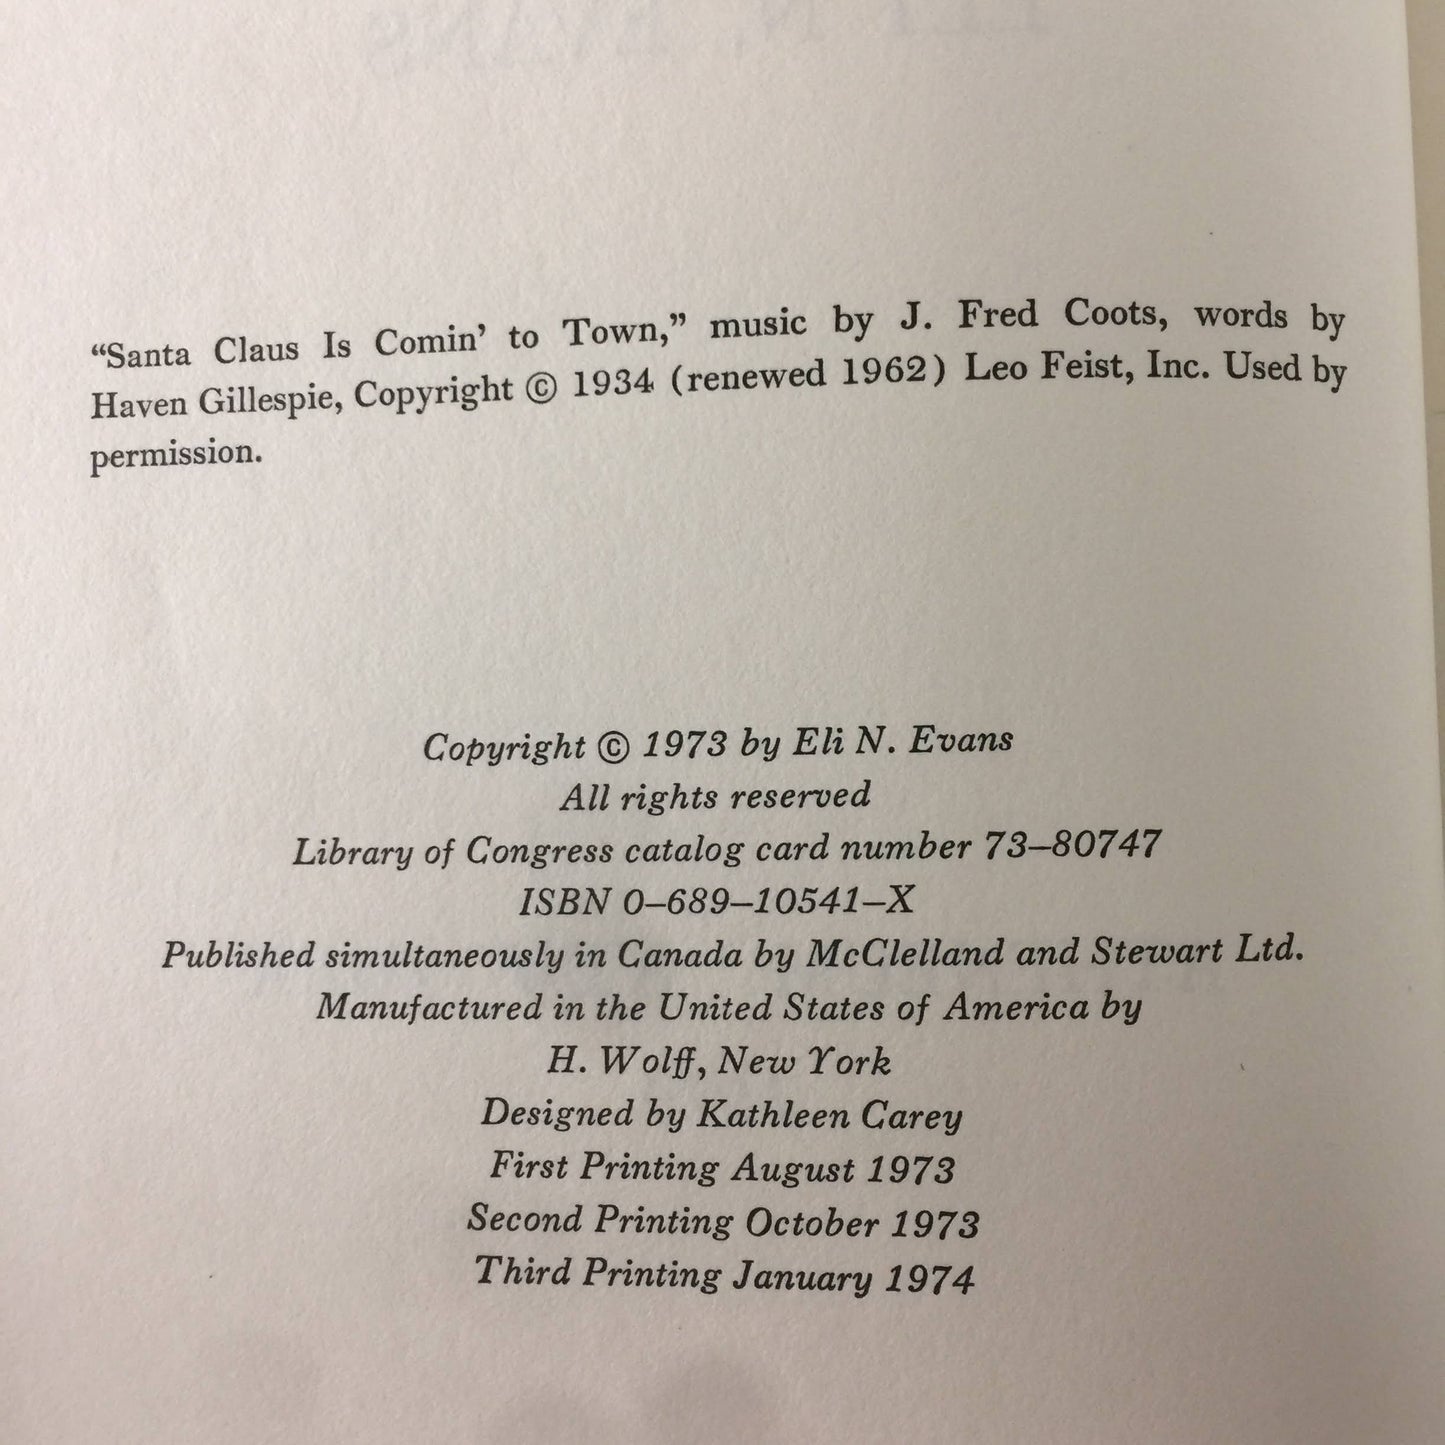 “Santa Claus Is Comin’ to Town,” music by J. Fred Coots, words by
Haven Gillespie, Copyright © 1934 (renewed 1962) Leo Feist, Inc. Used by
permission.
Copyright © 1973 by Eli N. Evans
All rights reserved
Library of Congress catalog card number 73–80747
ISBN 0–689–10541–X
Published simultaneously in Canada by McClelland and Stewart Ltd.
Manufactured in the United States of America by
H. Wolff, New York
Designed by Kathleen Carey
First Printing August 1973
Second Printing October 1973
Third Printing January 1974